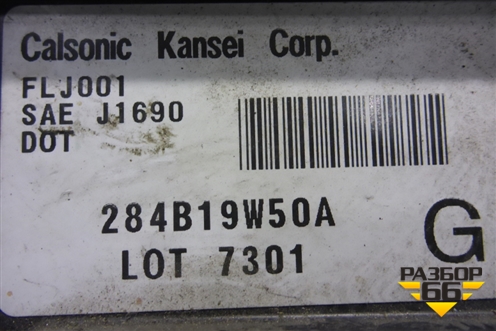 Calsonic Kansei Corp.
FLJ001
SAE J1690
DOT
284B19W50A
G
LOT 7301
РАЗБОР
66